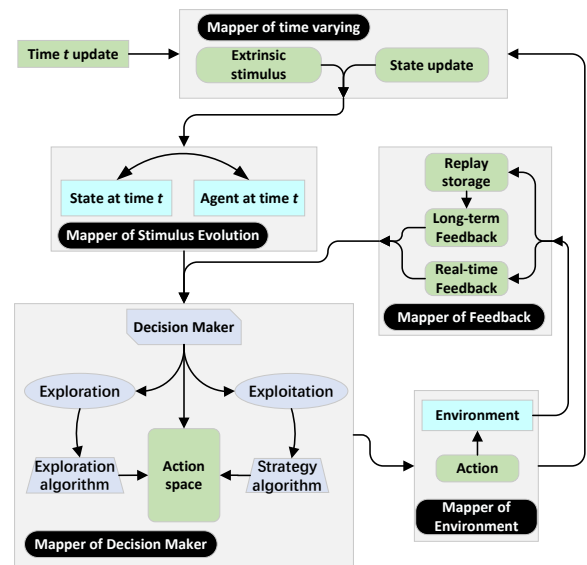 Mapper of time varying
Time t update
Extrinsic
stimulus
State update
State at time t
Agent at time t
Mapper of Stimulus Evolution
Replay
storage
Long-term
Feedback
Real-time
Feedback
Mapper of Feedback
Decision Maker
Exploration
Exploitation
Exploration
algorithm
Action
space
Strategy
algorithm
Mapper of Decision Maker
Environment
Action
Mapper of
Environment